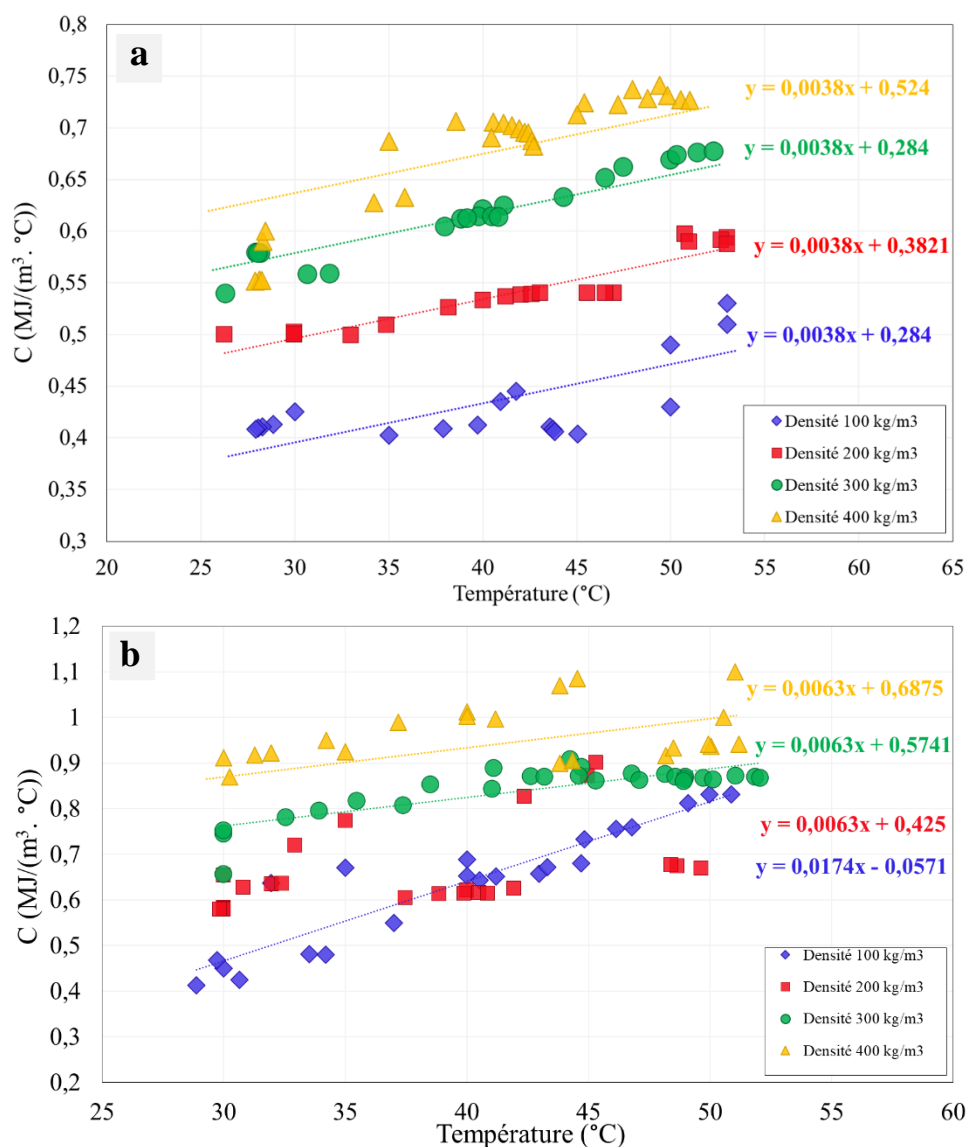 a
C (MJ/(m³. °C))
0,8
0,75
0,7
0,65
0,6
0,55
0,5
0,45
0,4
0,35
0,3
y = 0,0038x + 0,524
y = 0,0038x + 0,284
y = 0,0038x + 0,3821
y = 0,0038x + 0,284
Densité 100 kg/m3
Densité 200 kg/m3
Densité 300 kg/m3
Densité 400 kg/m3
20 25 30 35 40 45 50 55 60 65
Température (°C)
b
C (MJ/(m³. °C))
1,2
1,1
1
0,9
0,8
0,7
0,6
0,5
0,4
0,3
0,2
y = 0,0063x + 0,6875
y = 0,0063x + 0,5741
y = 0,0063x + 0,425
y = 0,0174x - 0,0571
Densité 100 kg/m3
Densité 200 kg/m3
Densité 300 kg/m3
Densité 400 kg/m3
25 30 35 40 45 50 55 60
Température (°C)